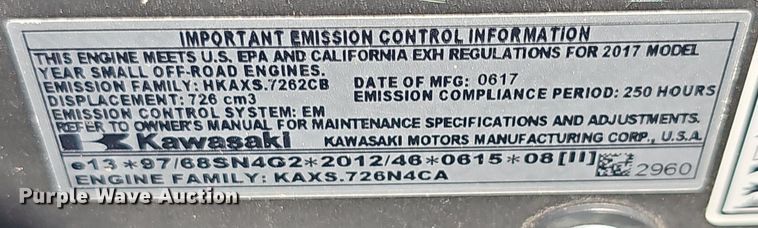 IMPORTANT EMISSION CONTROL INFORMATION
THIS ENGINE MEETS U.S. EPA AND CALIFORNIA EXH REGULATIONS FOR 2017 MODEL
YEAR SMALL OFF-ROAD ENGINES.
EMISSION FAMILY: HKAXS.7262CB DATE OF MFG: 0617
DISPLACEMENT: 726 cm3 EMISSION COMPLIANCE PERIOD: 250 HOURS
EMISSION CONTROL SYSTEM: EM
REFER TO OWNER'S MANUAL FOR MAINTENANCE SPECIFICATIONS AND ADJUSTMENTS.
Kawasaki KAWASAKI MOTORS MANUFACTURING CORP., U.S.A.
e13*97/68SN4G2*2012/46*0615*08[II] 2960
ENGINE FAMILY: KAXS.726N4CA
Purple Wave Auction